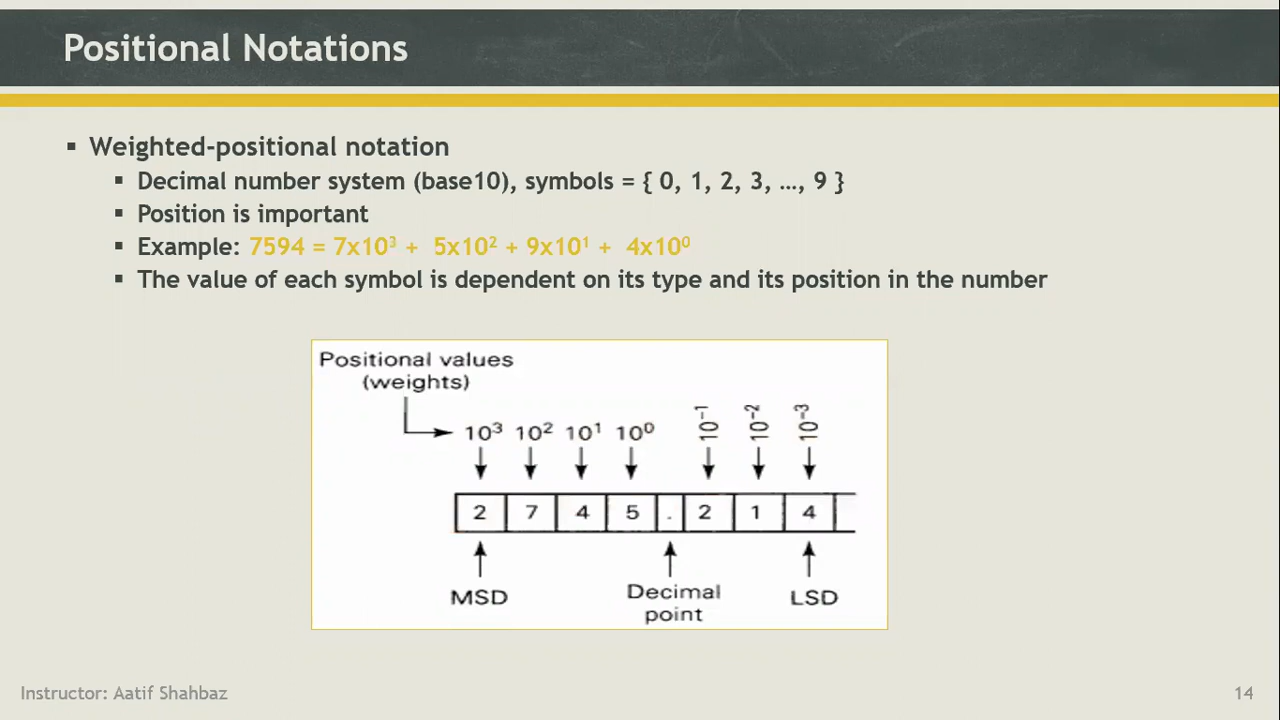 Positional Notations
▪ Weighted-positional notation
▪ Decimal number system (base10), symbols = { 0, 1, 2, 3, …, 9 }
▪ Position is important
▪ Example: 7594 = 7x10³ + 5x10² + 9x10¹ + 4x10⁰
▪ The value of each symbol is dependent on its type and its position in the number
Positional values
(weights)
10³ 10² 10¹ 10⁰ 10⁻¹ 10⁻² 10⁻³
2 7 4 5 . 2 1 4
MSD Decimal point LSD
Instructor: Aatif Shahbaz 14